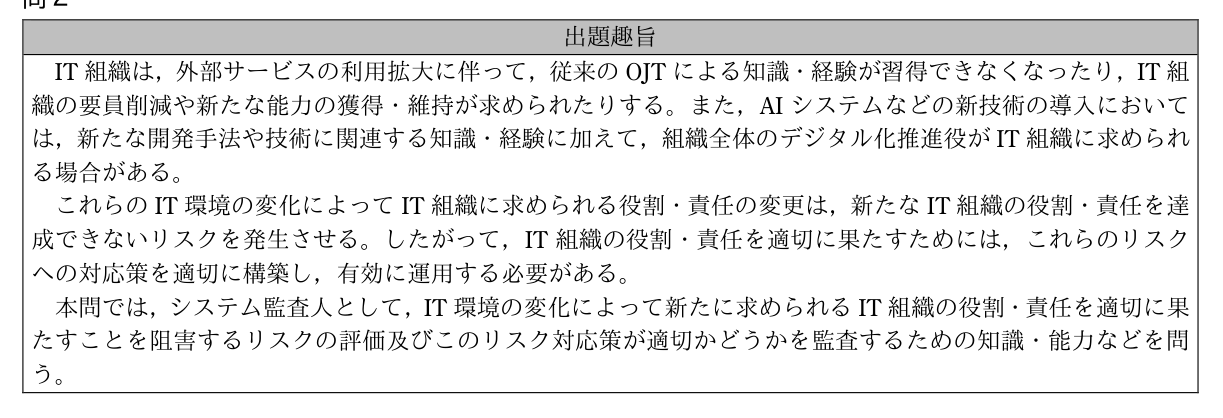 問2
出題趣旨
IT 組織は，外部サービスの利用拡大に伴って，従来の OJT による知識・経験が習得できなくなったり，IT 組
織の要員削減や新たな能力の獲得・維持が求められたりする。また，AI システムなどの新技術の導入において
は，新たな開発手法や技術に関連する知識・経験に加えて，組織全体のデジタル化推進役が IT 組織に求められ
る場合がある。
これらの IT 環境の変化によって IT 組織に求められる役割・責任の変更は，新たな IT 組織の役割・責任を達
成できないリスクを発生させる。したがって，IT 組織の役割・責任を適切に果たすためには，これらのリスク
への対応策を適切に構築し，有効に運用する必要がある。
本問では，システム監査人として，IT 環境の変化によって新たに求められる IT 組織の役割・責任を適切に果
たすことを阻害するリスクの評価及びこのリスク対応策が適切かどうかを監査するための知識・能力などを問
う。